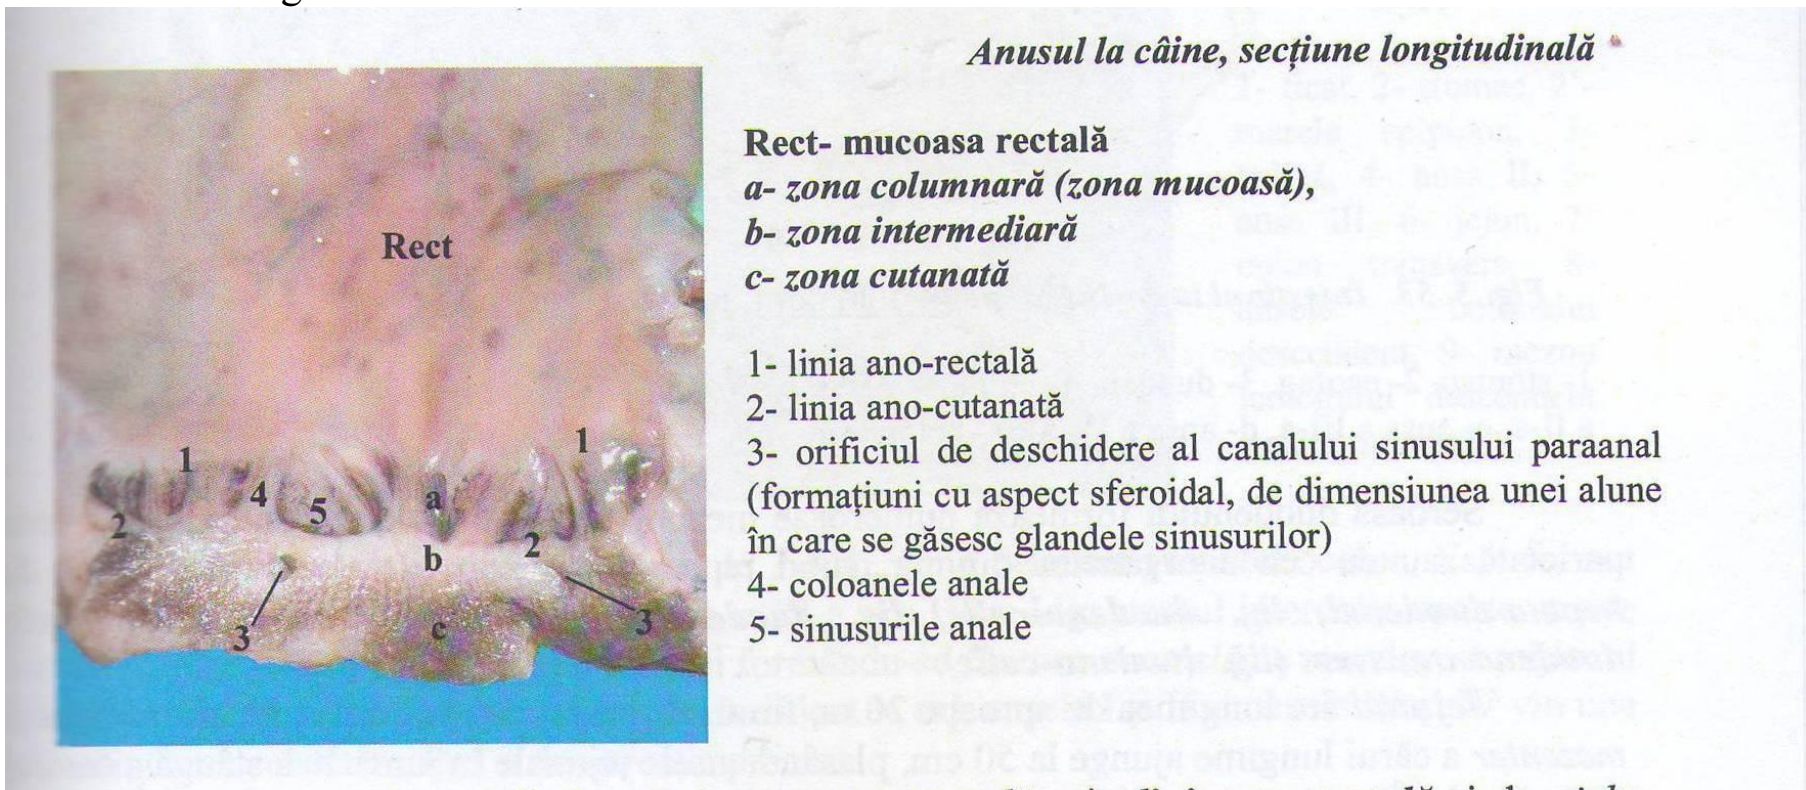 Anusul la câine, secțiune longitudinală
Rect- mucoasa rectală
a- zona columnară (zona mucoasă),
b- zona intermediară
c- zona cutanată
1- linia ano-rectală
2- linia ano-cutanată
3- orificiul de deschidere al canalului sinusului paraanal
(formațiuni cu aspect sferoidal, de dimensiunea unei alune
în care se găsesc glandele sinusurilor)
4- coloanele anale
5- sinusurile anale
Rect
1
1
4
5
a
2
2
b
3
c
3